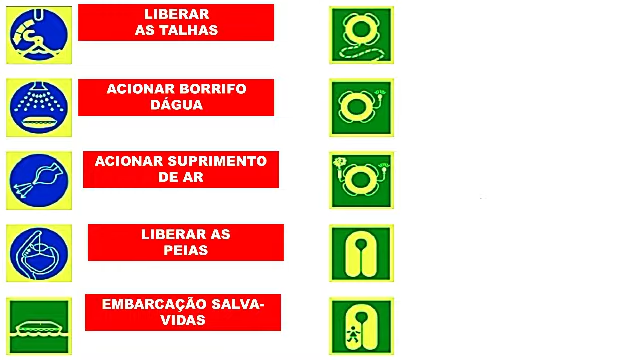 LIBERAR
AS TALHAS
ACIONAR BORRIFO
DÁGUA
ACIONAR SUPRIMENTO
DE AR
LIBERAR AS
PEIAS
EMBARCAÇÃO SALVA-
VIDAS